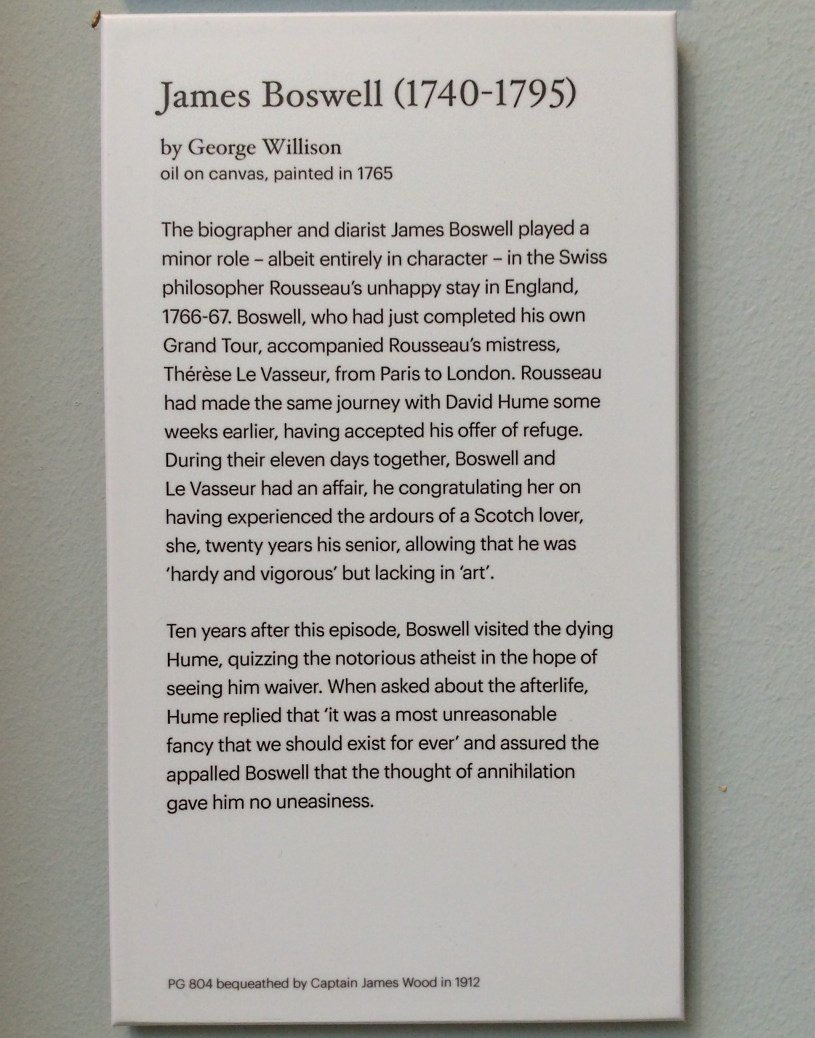 James Boswell (1740-1795)
by George Willison
oil on canvas, painted in 1765
The biographer and diarist James Boswell played a
minor role – albeit entirely in character – in the Swiss
philosopher Rousseau's unhappy stay in England,
1766-67. Boswell, who had just completed his own
Grand Tour, accompanied Rousseau's mistress,
Thérèse Le Vasseur, from Paris to London. Rousseau
had made the same journey with David Hume some
weeks earlier, having accepted his offer of refuge.
During their eleven days together, Boswell and
Le Vasseur had an affair, he congratulating her on
having experienced the ardours of a Scotch lover,
she, twenty years his senior, allowing that he was
'hardy and vigorous' but lacking in 'art'.
Ten years after this episode, Boswell visited the dying
Hume, quizzing the notorious atheist in the hope of
seeing him waiver. When asked about the afterlife,
Hume replied that 'it was a most unreasonable
fancy that we should exist for ever' and assured the
appalled Boswell that the thought of annihilation
gave him no uneasiness.
PG 804 bequeathed by Captain James Wood in 1912